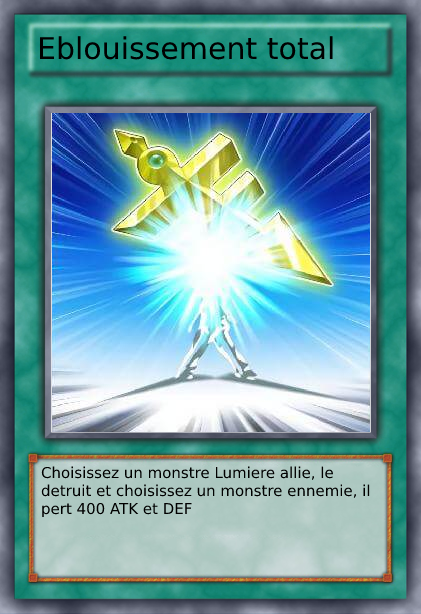 Eblouissement total
Choisissez un monstre Lumiere allie, le
detruit et choisissez un monstre ennemie, il
pert 400 ATK et DEF